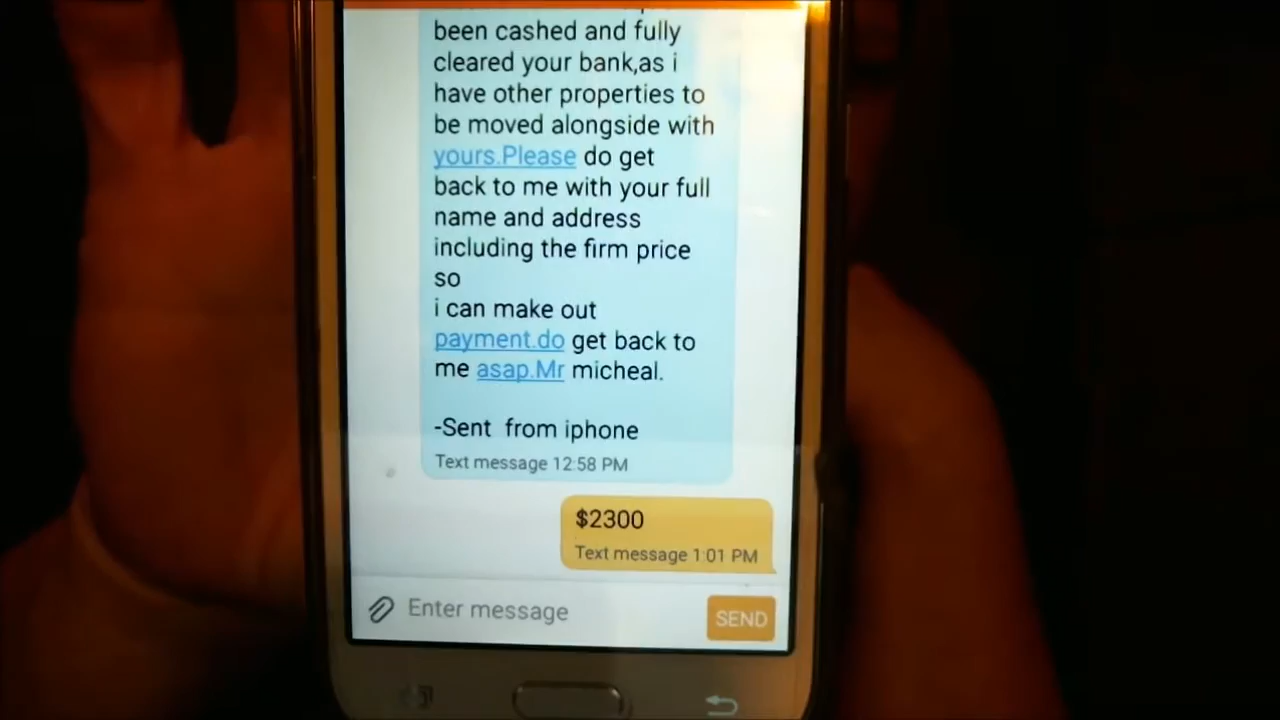 been cashed and fully
cleared your bank,as i
have other properties to
be moved alongside with
yours.Please do get
back to me with your full
name and address
including the firm price
so
i can make out
payment.do get back to
me asap.Mr micheal.
-Sent  from iphone
Text message 12:58 PM
$2300
Text message 1:01 PM
Enter message
SEND